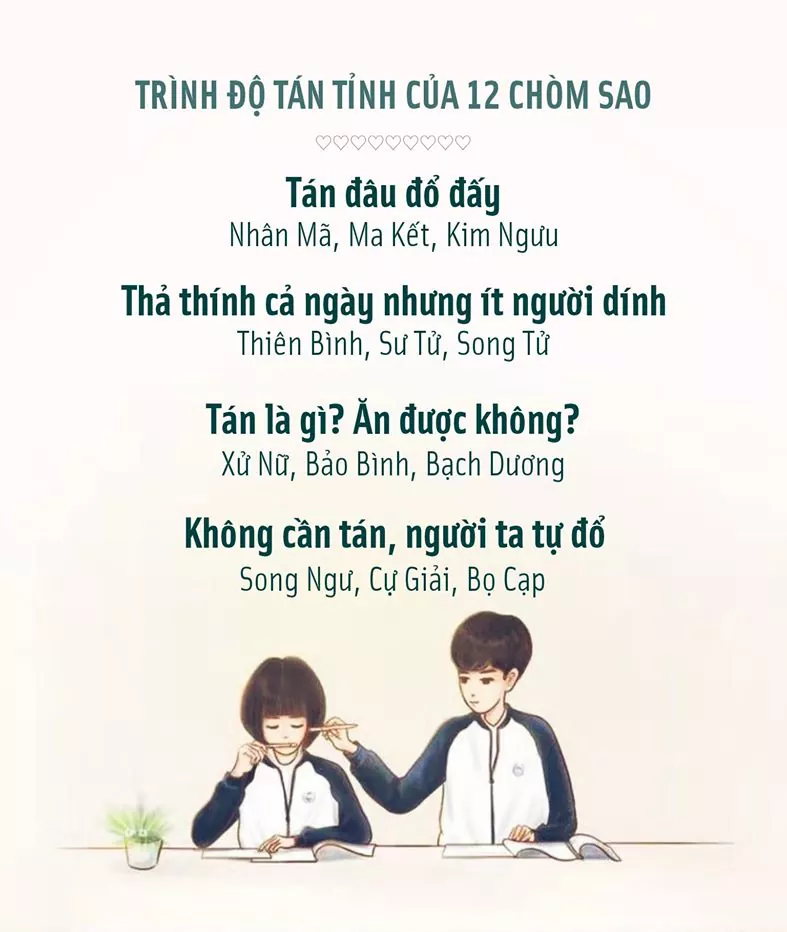 TRÌNH ĐỘ TÁN TỈNH CỦA 12 CHÒM SAO
♡♡♡♡♡♡♡♡♡
Tán đâu đổ đấy
Nhân Mã, Ma Kết, Kim Ngưu
Thả thính cả ngày nhưng ít người dính
Thiên Bình, Sư Tử, Song Tử
Tán là gì? Ăn được không?
Xử Nữ, Bảo Bình, Bạch Dương
Không cần tán, người ta tự đổ
Song Ngư, Cự Giải, Bọ Cạp